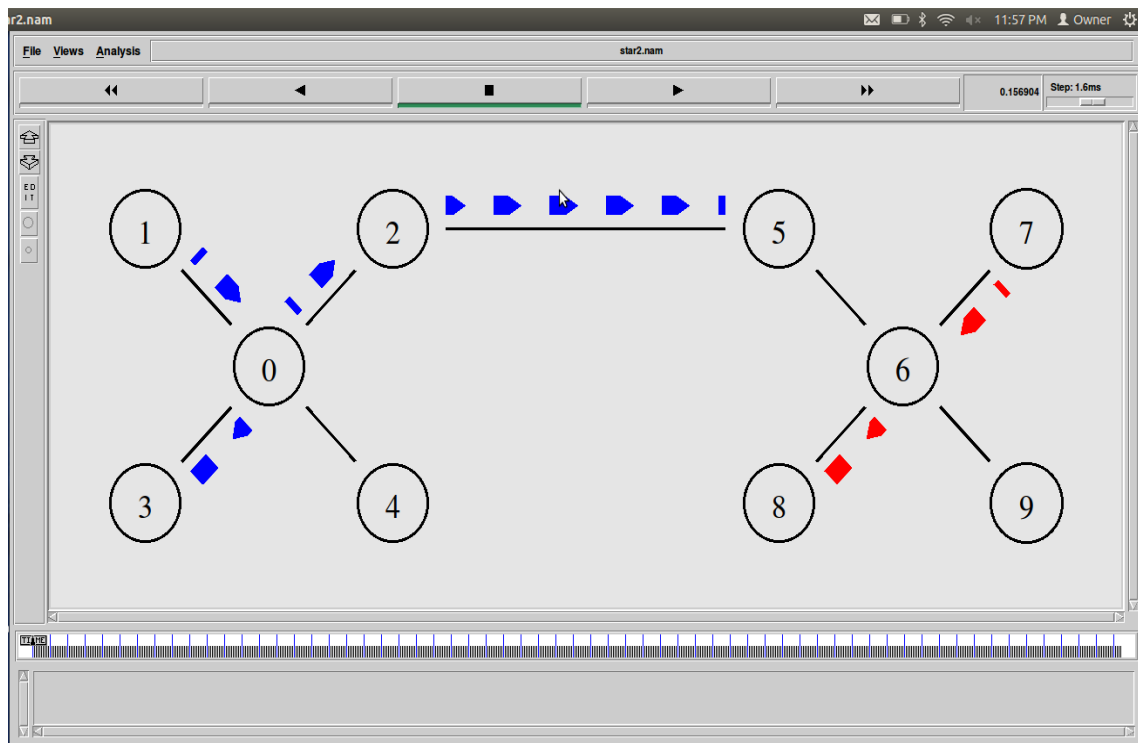 r2.nam 11:57 PM Owner
File Views Analysis star2.nam
0.156904 Step: 1.6ms
ED
IT
1 2 5 7
0 6
3 4 8 9
TIME